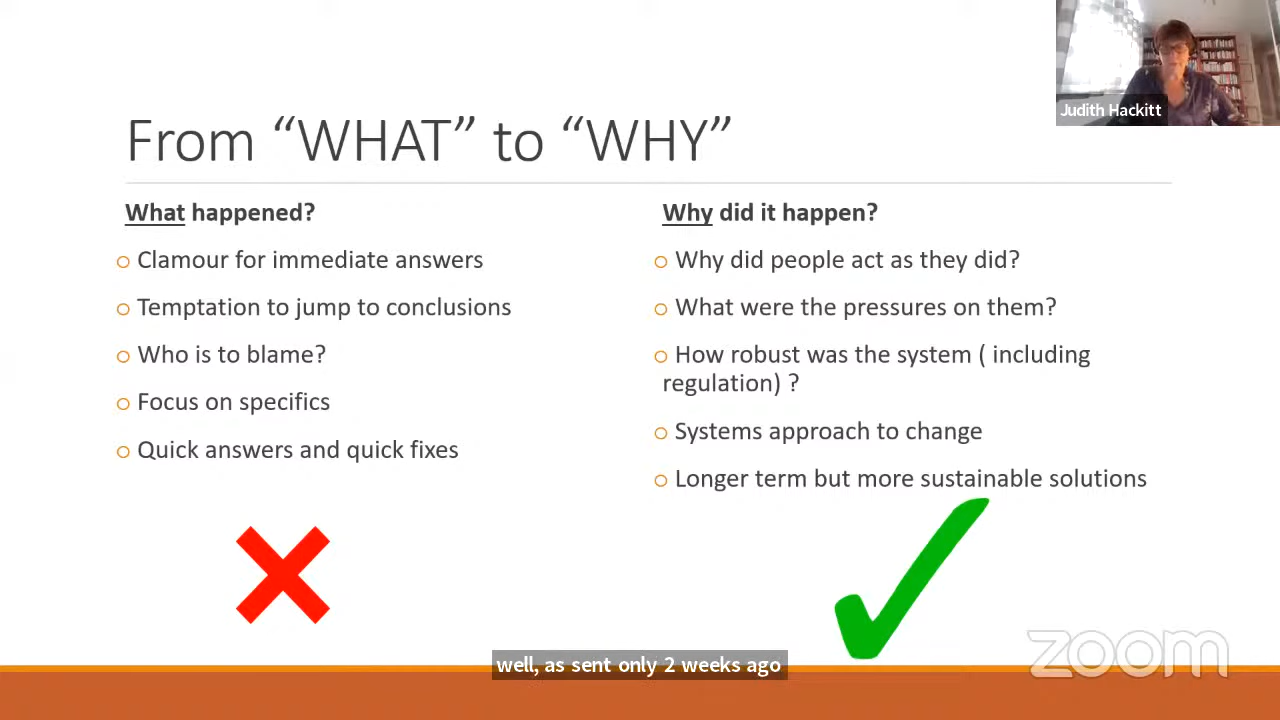 Judith Hackitt
From “WHAT” to “WHY”
What happened?
o Clamour for immediate answers
o Temptation to jump to conclusions
o Who is to blame?
o Focus on specifics
o Quick answers and quick fixes
Why did it happen?
o Why did people act as they did?
o What were the pressures on them?
o How robust was the system ( including
regulation) ?
o Systems approach to change
o Longer term but more sustainable solutions
zoom
well, as sent only 2 weeks ago